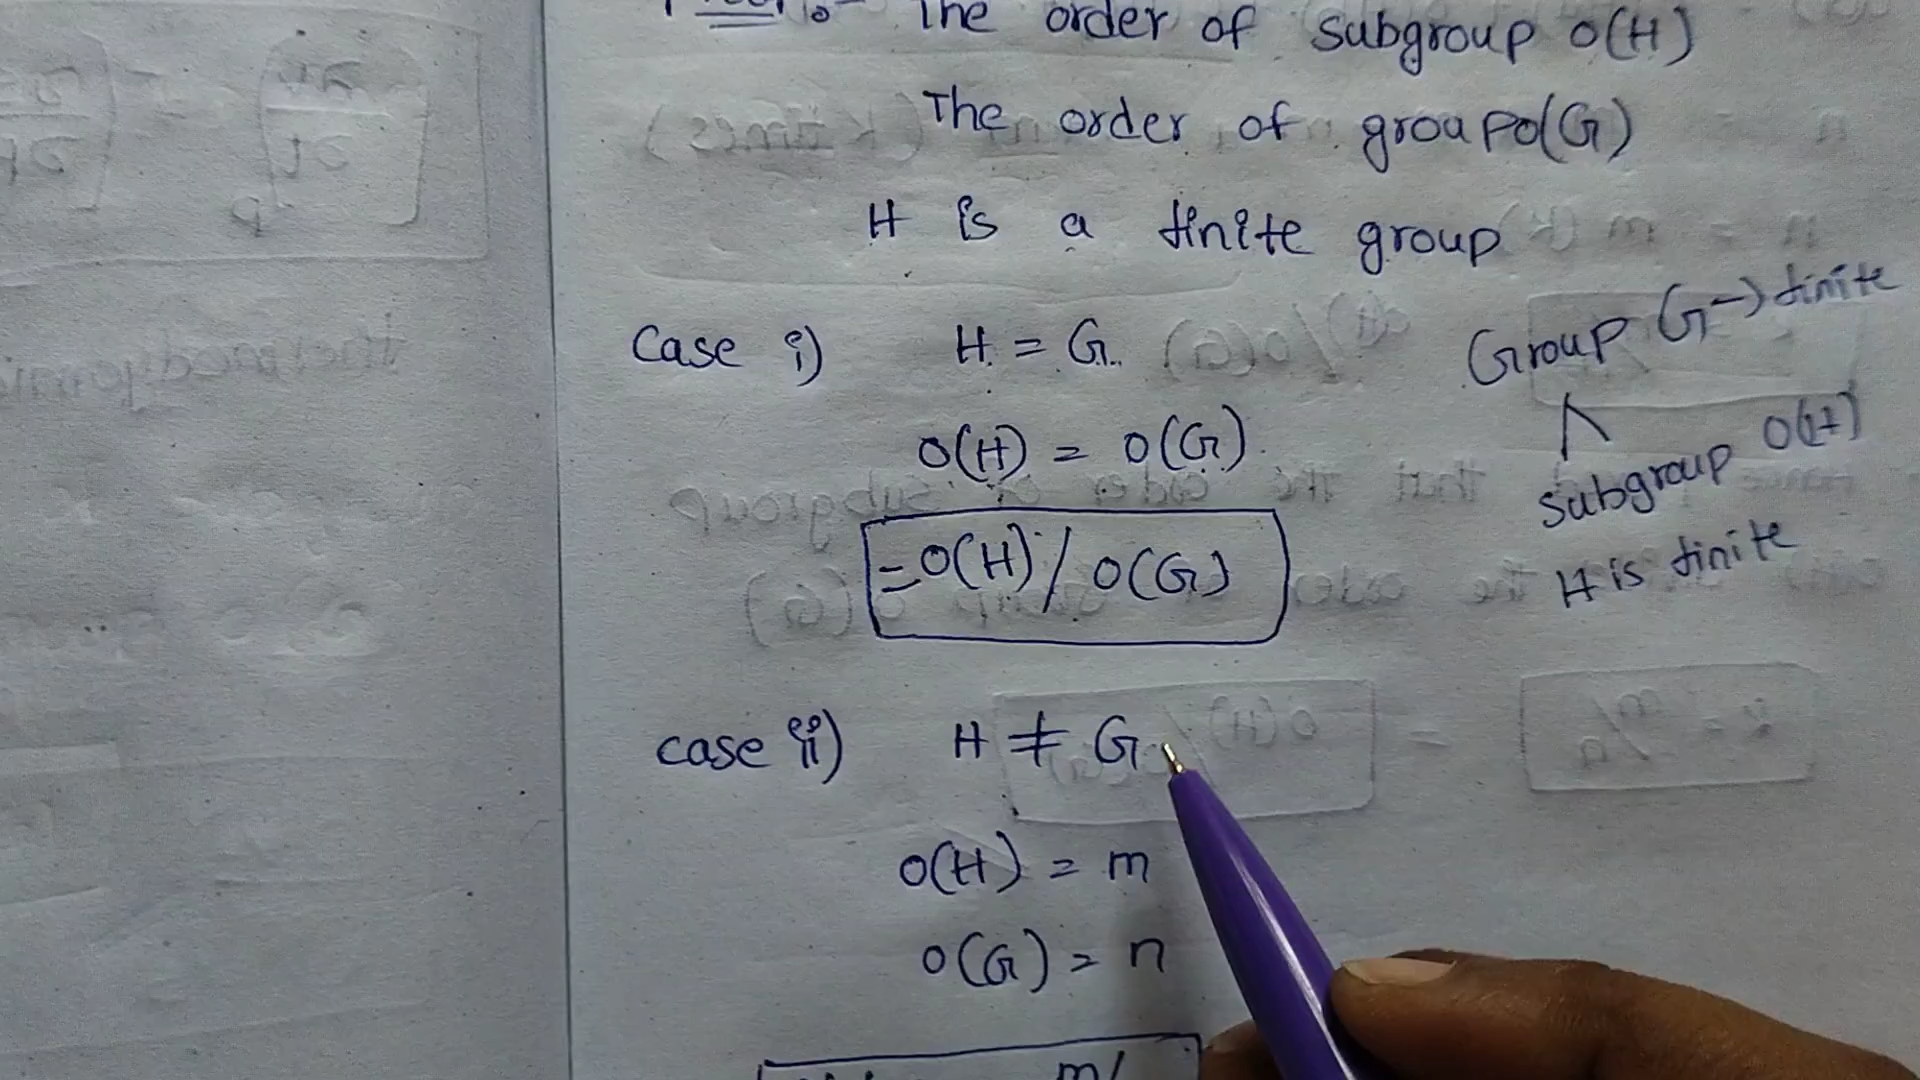 The order of subgroup O(H)
The order of group O(G)
H is a finite group
Case i) H = G.
Group G → finite
O(H) = O(G).
subgroup O(H)
H is finite
= O(H) / O(G)
case ii) H ≠ G
O(H) = m
O(G) = n
m/